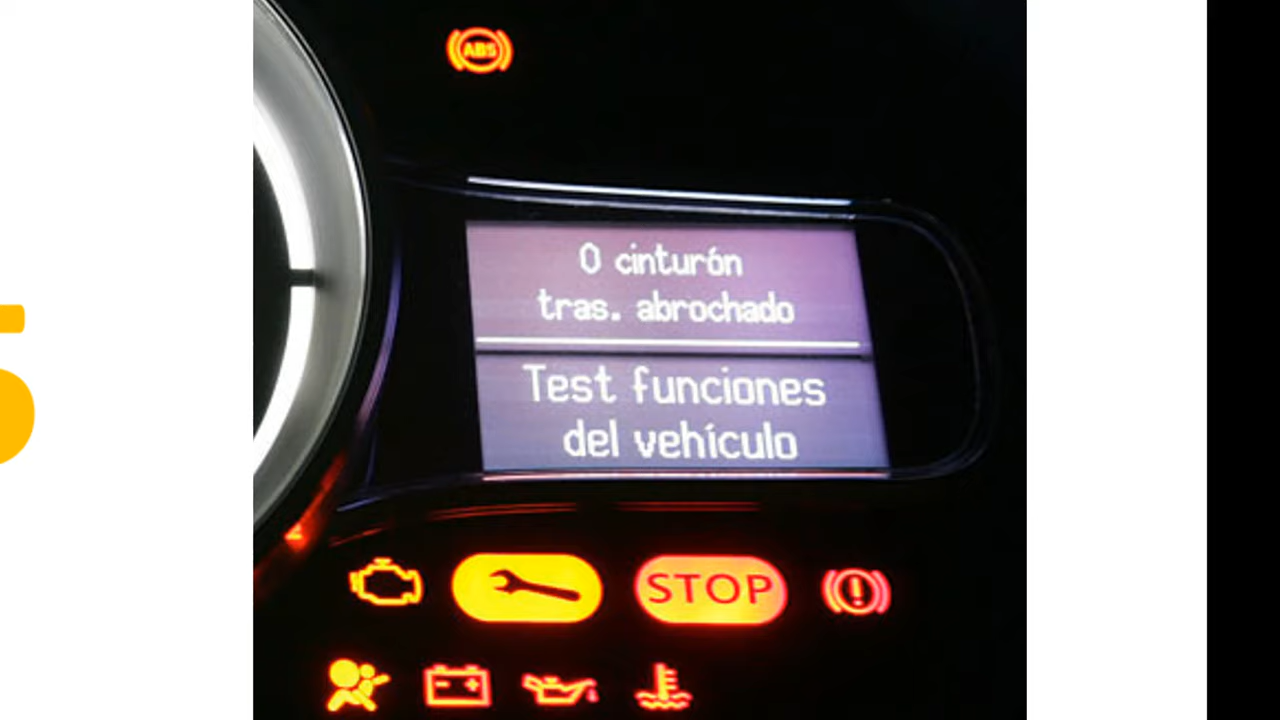 ABS
0 cinturón
tras. abrochado
Test funciones
del vehículo
STOP